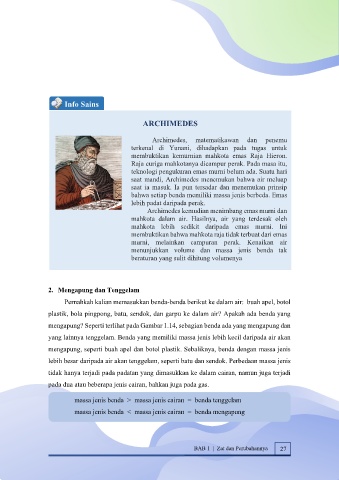 Info Sains
ARCHIMEDES
Archimedes, matematikawan dan penemu
terkenal di Yunani, dihadapkan pada tugas untuk
membuktikan kemurnian mahkota emas Raja Hieron.
Raja curiga mahkotanya dicampur perak. Pada masa itu,
teknologi pengukuran emas murni belum ada. Suatu hari
saat mandi, Archimedes menemukan bahwa air meluap
saat ia masuk. Ia pun tersadar dan menemukan prinsip
bahwa setiap benda memiliki massa jenis berbeda. Emas
lebih padat daripada perak.
Archimedes kemudian menimbang emas murni dan
mahkota dalam air. Hasilnya, air yang terdesak oleh
mahkota lebih sedikit daripada emas murni. Ini
membuktikan bahwa mahkota raja tidak terbuat dari emas
murni, melainkan campuran perak. Kenaikan air
menunjukkan volume dan massa jenis benda tak
beraturan yang sulit dihitung volumenya
2. Mengapung dan Tenggelam
Pernahkah kalian memasukkan benda-benda berikut ke dalam air: buah apel, botol
plastik, bola pingpong, batu, sendok, dan garpu ke dalam air? Apakah ada benda yang
mengapung? Seperti terlihat pada Gambar 1.14, sebagian benda ada yang mengapung dan
yang lainnya tenggelam. Benda yang memiliki massa jenis lebih kecil daripada air akan
mengapung, seperti buah apel dan botol plastik. Sebaliknya, benda dengan massa jenis
lebih besar daripada air akan tenggelam, seperti batu dan sendok. Perbedaan massa jenis
tidak hanya terjadi pada padatan yang dimasukkan ke dalam cairan, namun juga terjadi
pada dua atau beberapa jenis cairan, bahkan juga pada gas.
massa jenis benda > massa jenis cairan = benda tenggelam
massa jenis benda < massa jenis cairan = benda mengapung
BAB 1 | Zat dan Perubahannya 27